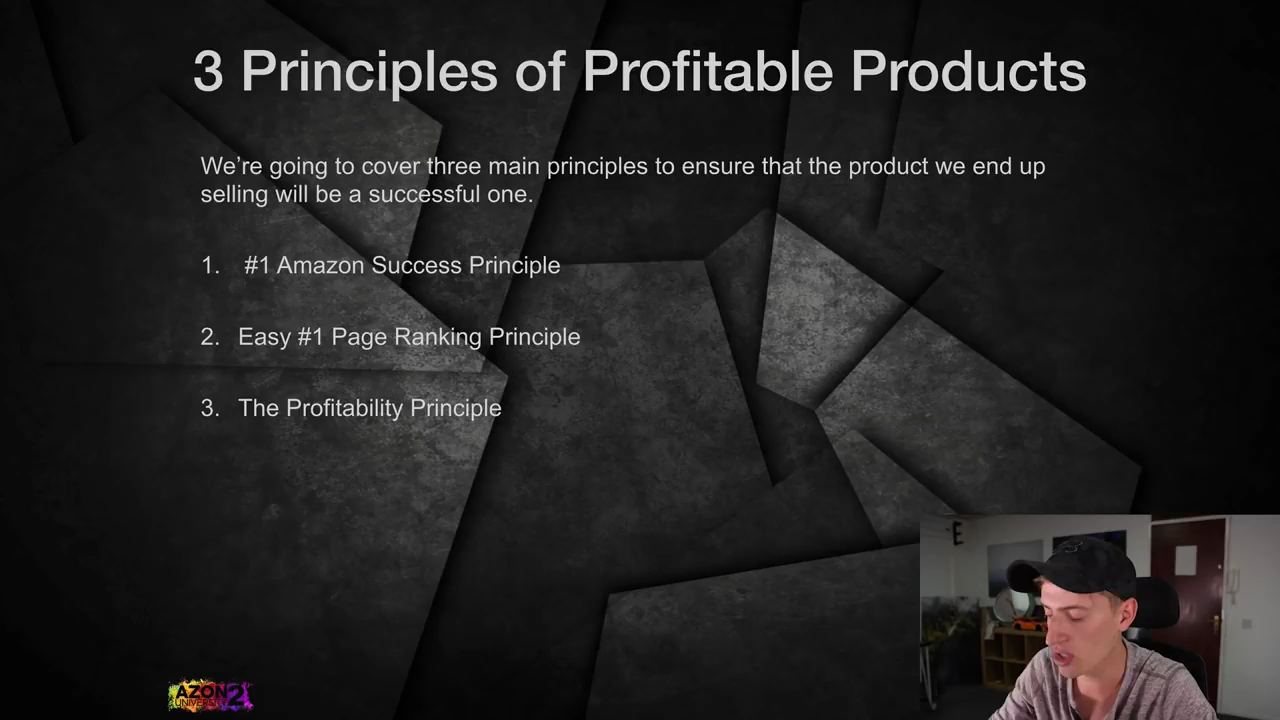 3 Principles of Profitable Products
We're going to cover three main principles to ensure that the product we end up
selling will be a successful one.
1. #1 Amazon Success Principle
2. Easy #1 Page Ranking Principle
3. The Profitability Principle
E
AZON
UNIVERSITY 2